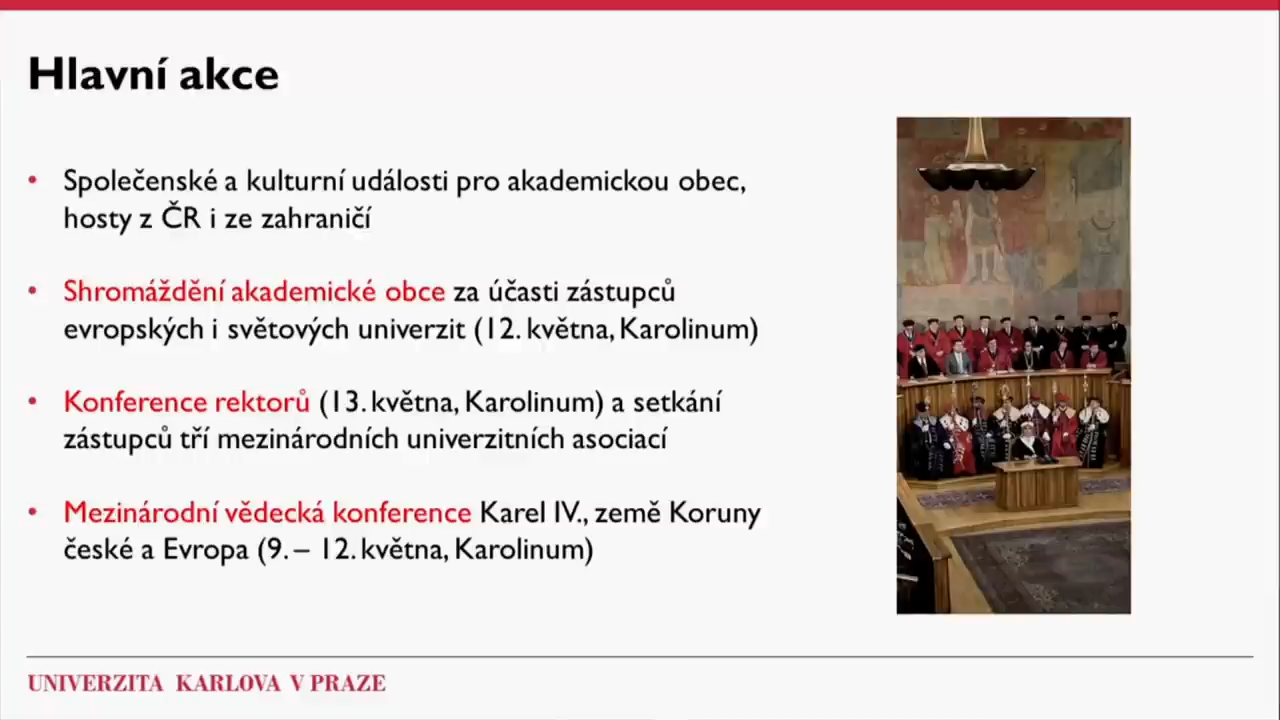 Hlavní akce
• Společenské a kulturní události pro akademickou obec,
hosty z ČR i ze zahraničí
• Shromáždění akademické obce za účasti zástupců
evropských i světových univerzit (12. května, Karolinum)
• Konference rektorů (13. května, Karolinum) a setkání
zástupců tří mezinárodních univerzitních asociací
• Mezinárodní vědecká konference Karel IV., země Koruny
české a Evropa (9. – 12. května, Karolinum)
UNIVERZITA KARLOVA V PRAZE